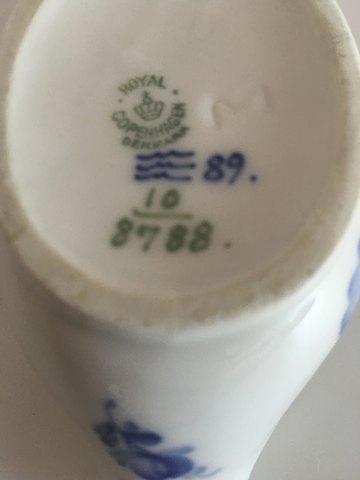 ROYAL
COPENHAGEN
DENMARK
89.
10
8788.
M